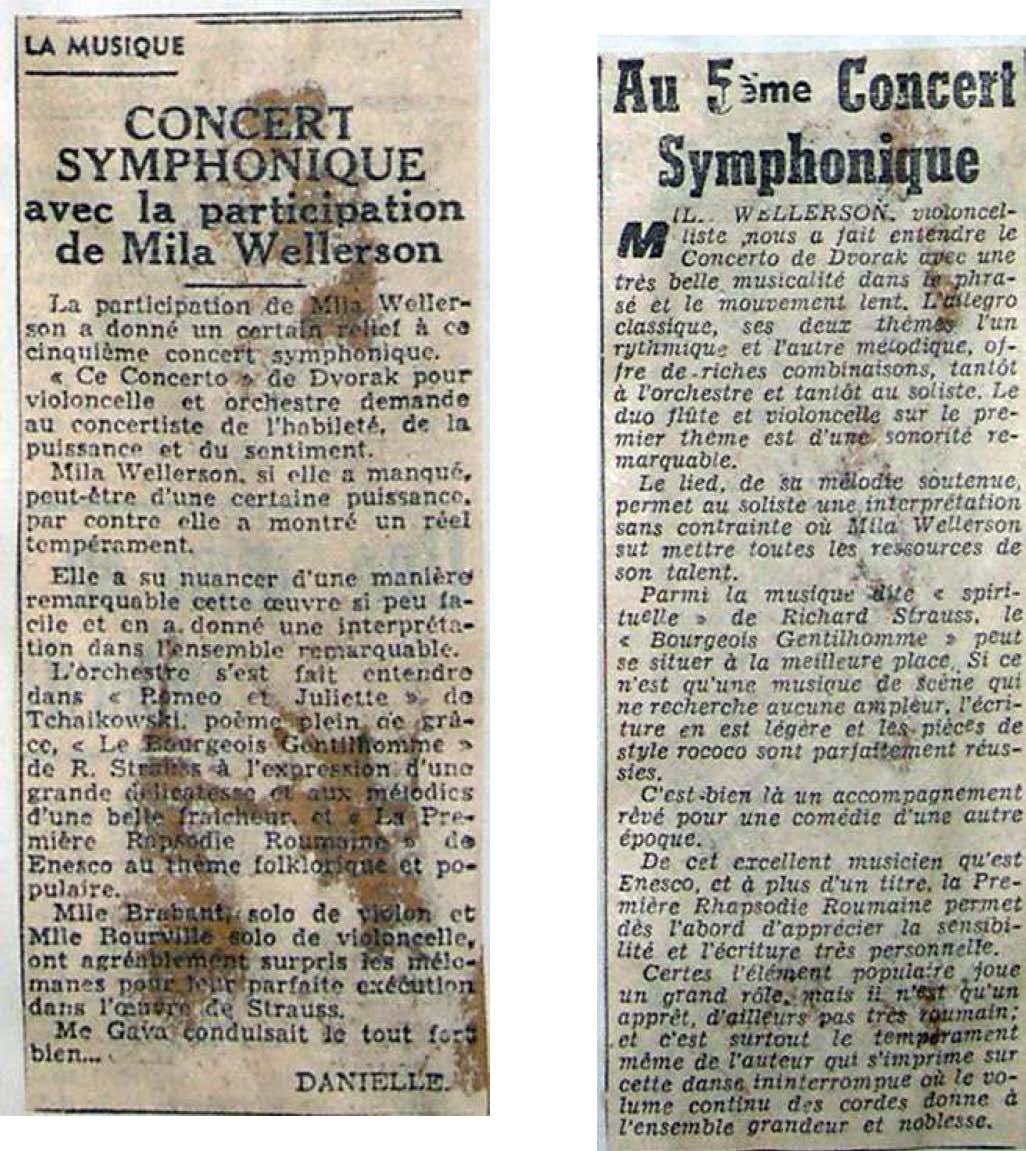 LA MUSIQUE
CONCERT
SYMPHONIQUE
avec la participation
de Mila Wellerson
La participation de Mila Weller-
son a donné un certain relief à ce
cinquième concert symphonique.
« Ce Concerto » de Dvorak pour
violoncelle et orchestre demande
au concertiste de l'habileté, de la
puissance et du sentiment.
Mila Wellerson, si elle a manqué,
peut-être d'une certaine puissance,
par contre elle a montré un réel
tempérament.
Elle a su nuancer d'une manière
remarquable cette œuvre si peu fa-
cile et en a donné une interpréta-
tion dans l'ensemble remarquable.
L'orchestre s'est fait entendre
dans « Romeo et Juliette » de
Tchaikowski, poème plein de grâ-
ce, « Le Bourgeois Gentilhomme »
de R. Strauss à l'expression d'une
grande délicatesse et aux mélodies
d'une belle fraicheur, et « La Pre-
mière Rapsodie Roumaine » de
Enesco au thème folklorique et po-
pulaire.
Mlle Brabant, solo de violon et
Mlle Bourville solo de violoncelle,
ont agréablement surpris les mélo-
manes pour leur parfaite exécution
dans l'œuvre de Strauss.
Me Gava conduisait le tout fort
bien...
DANIELLE.
Au 5ème Concert
Symphonique
MIL.. WELLERSON, violoncel-
liste ,nous a fait entendre le
Concerto de Dvorak avec une
très belle musicalité dans le phra-
sé et le mouvement lent. L'allegro
classique, ses deux thèmes l'un
rythmique et l'autre mélodique, of-
fre de riches combinaisons, tantôt
à l'orchestre et tantôt au soliste. Le
duo flûte et violoncelle sur le pre-
mier thème est d'une sonorité re-
marquable.
Le lied, de sa mélodie soutenue,
permet au soliste une interprétation
sans contrainte où Mila Wellerson
sut mettre toutes les ressources de
son talent.
Parmi la musique dite « spiri-
tuelle » de Richard Strauss, le
« Bourgeois Gentilhomme » peut
se situer à la meilleure place. Si ce
n'est qu'une musique de scène qui
ne recherche aucune ampleur, l'écri-
ture en est légère et les pièces de
style rococo sont parfaitement réus-
sies.
C'est bien là un accompagnement
rêvé pour une comédie d'une autre
époque.
De cet excellent musicien qu'est
Enesco, et à plus d'un titre, la Pre-
mière Rhapsodie Roumaine permet
dès l'abord d'apprécier la sensibi-
lité et l'écriture très personnelle.
Certes l'élément populaire joue
un grand rôle, mais il n'est qu'un
apprêt, d'ailleurs pas très roumain;
et c'est surtout le tempérament
même de l'auteur qui s'imprime sur
cette danse ininterrompue où le vo-
lume continu des cordes donne à
l'ensemble grandeur et noblesse.